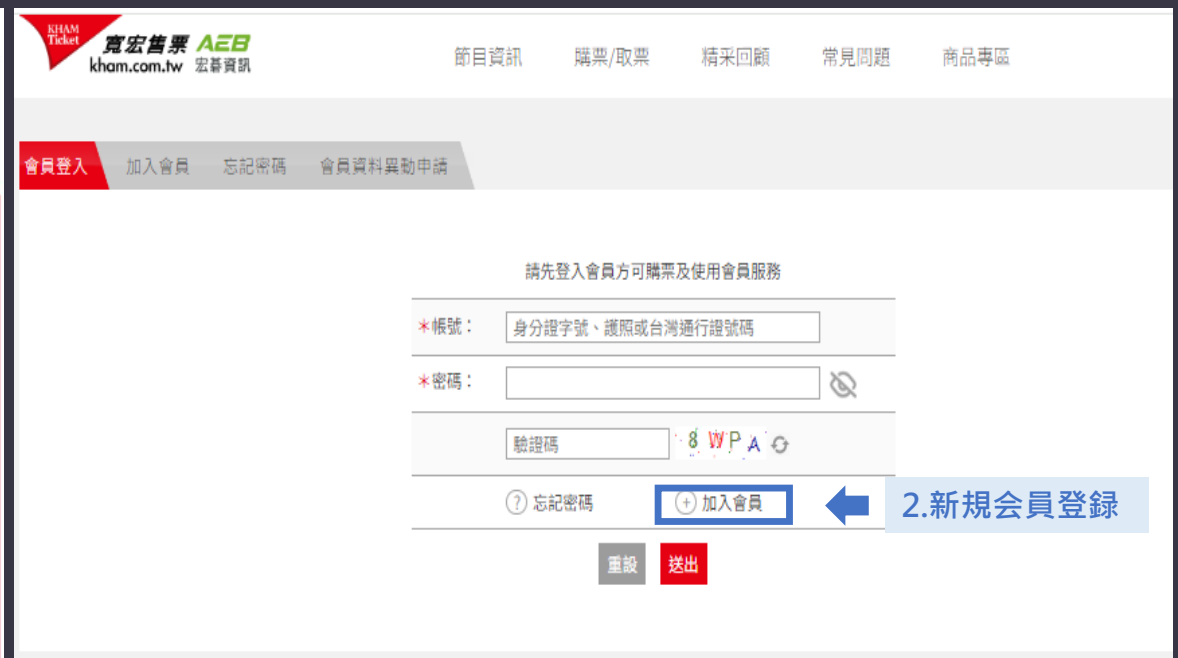 KHAM
Ticket
寬宏售票 AEB
kham.com.tw 宏碁資訊
節目資訊 購票/取票 精采回顧 常見問題 商品專區
會員登入 加入會員 忘記密碼 會員資料異動申請
請先登入會員方可購票及使用會員服務
*帳號：
身分證字號、護照或台灣通行證號碼
*密碼：
驗證碼 8 W P A
? 忘記密碼 + 加入會員 2.新規会員登録
重設 送出